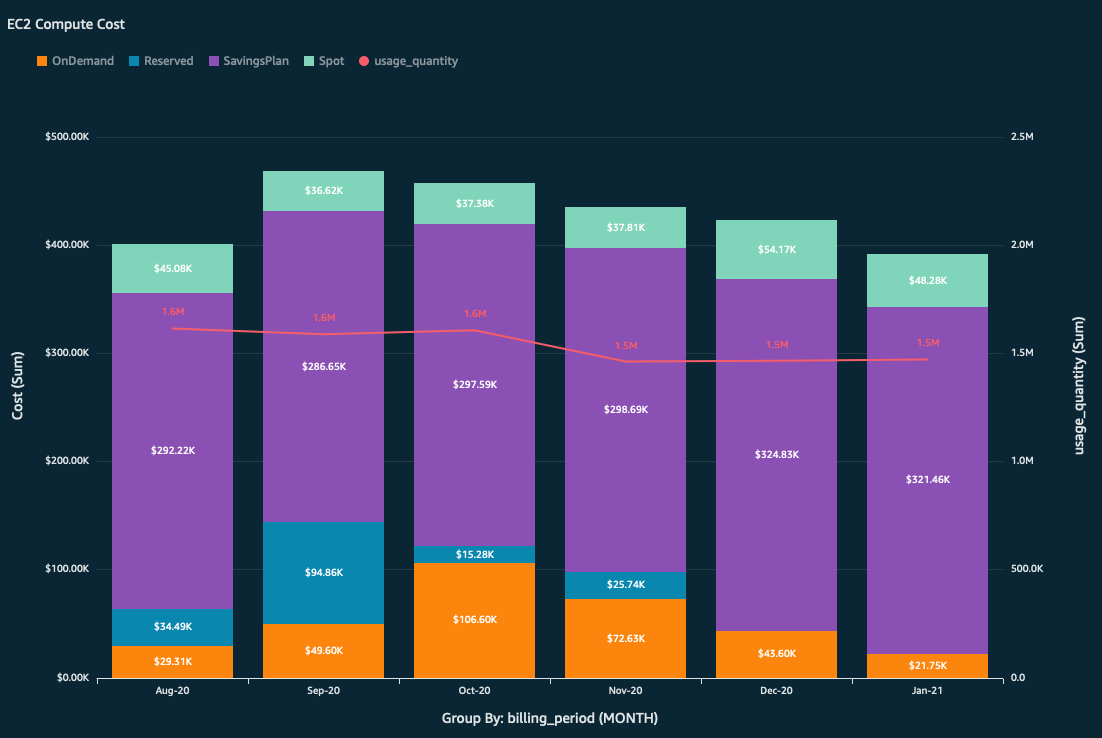 EC2 Compute Cost
OnDemand Reserved SavingsPlan Spot usage_quantity
$500.00K 2.5M
$36.62K
$37.38K
$37.81K
$400.00K 2.0M
$54.17K
$45.08K
$48.28K
1.6M 1.6M 1.6M
1.5M 1.5M 1.5M
$300.00K 1.5M
$286.65K
$297.59K
$298.69K
$292.22K
$324.83K
$200.00K 1.0M
$321.46K
$15.28K
$100.00K 500.0K
$94.86K
$25.74K
$106.60K
$34.49K
$72.63K
$49.60K
$43.60K
$29.31K
$21.75K
$0.00K 0.0
Aug-20 Sep-20 Oct-20 Nov-20 Dec-20 Jan-21
Cost (Sum)
usage_quantity (Sum)
Group By: billing_period (MONTH)